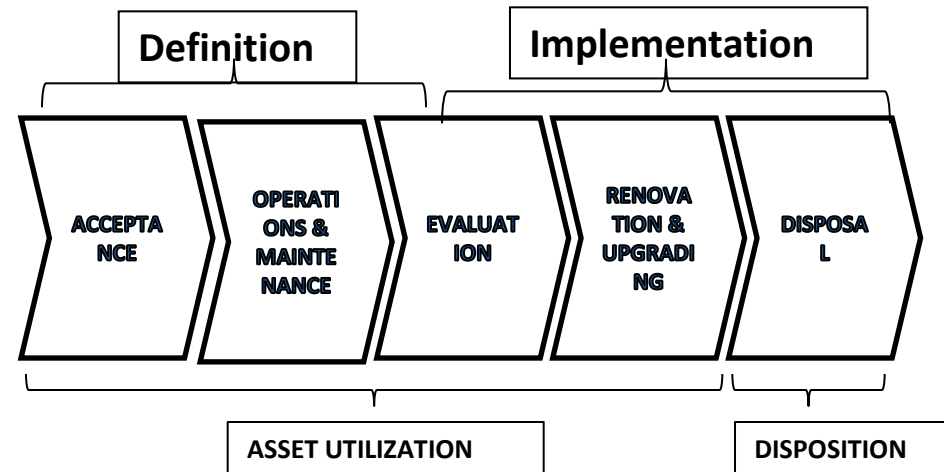 Definition
Implementation
ACCEPTA
NCE
OPERATI
ONS &
MAINTE
NANCE
EVALUAT
ION
RENOVA
TION &
UPGRADI
NG
DISPOSA
L
ASSET UTILIZATION
DISPOSITION